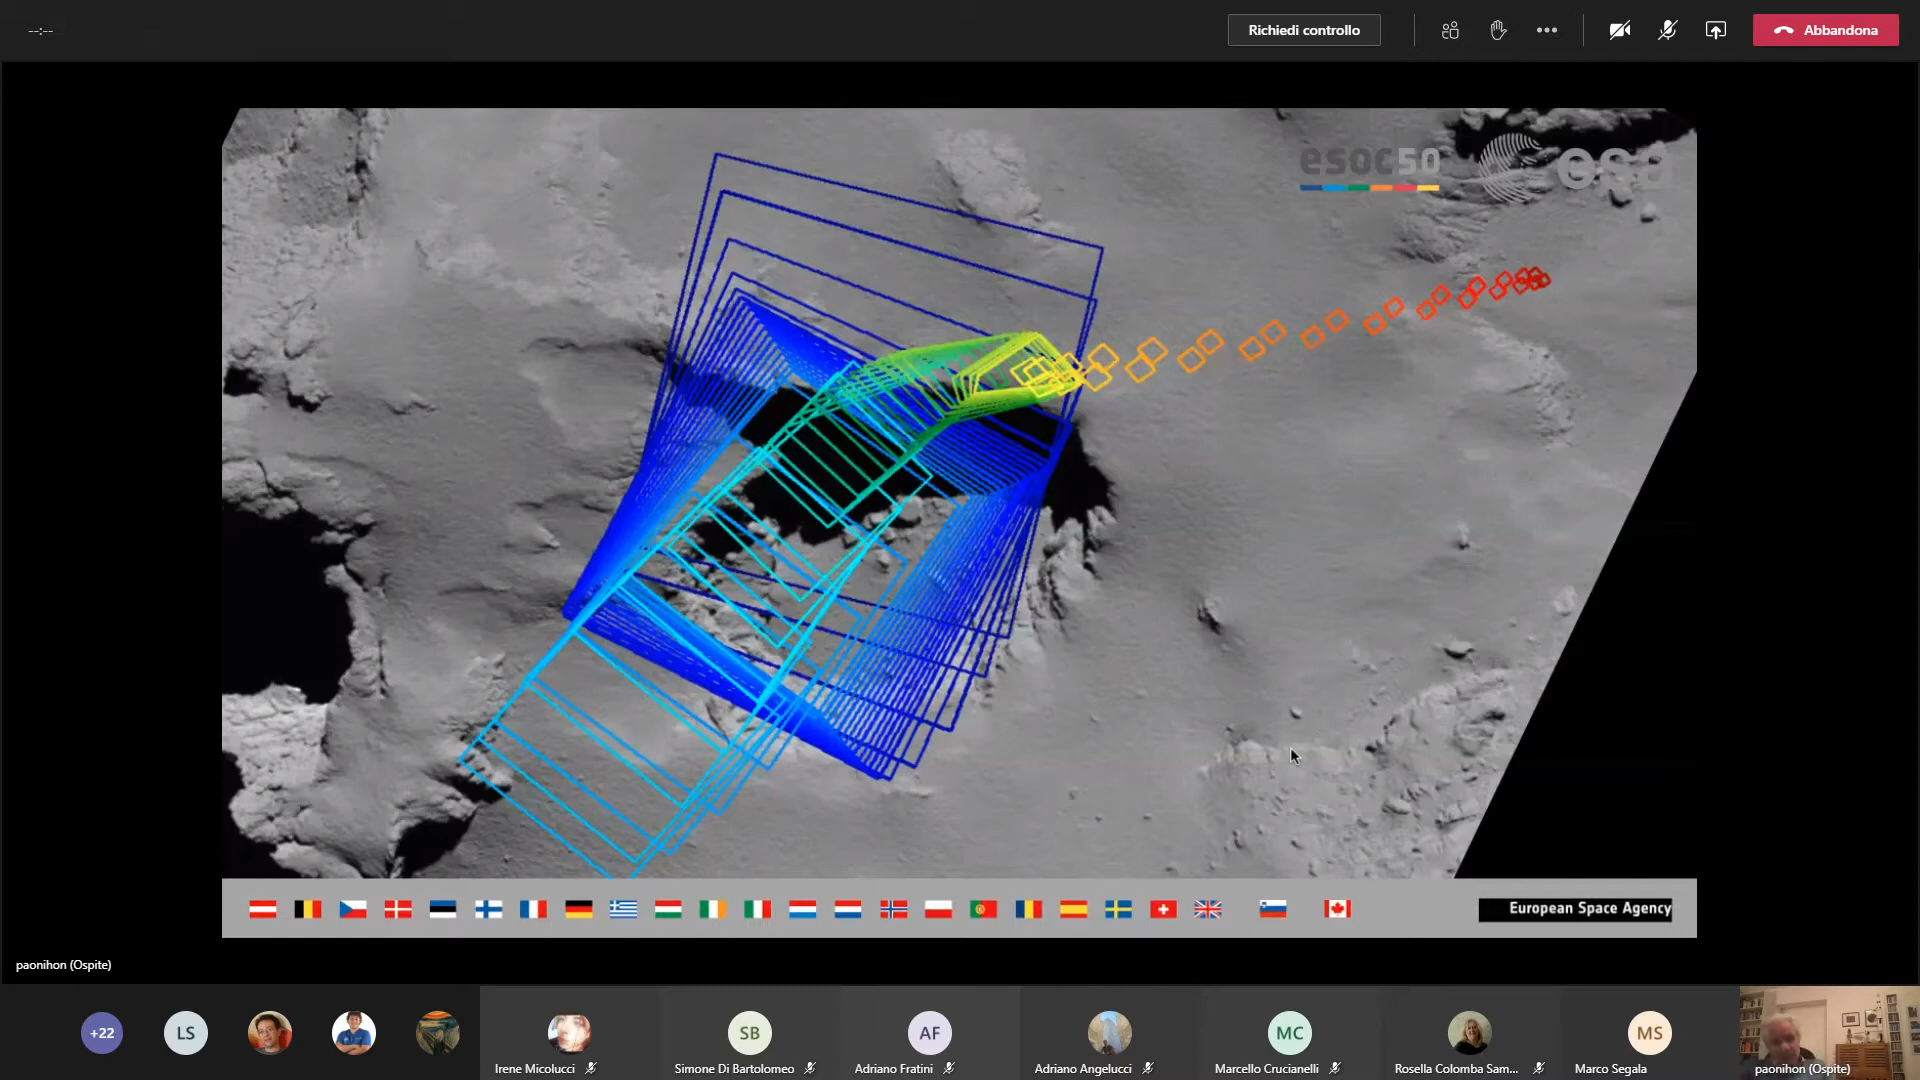 --:--
Richiedi controllo
Abbandona
esoc50
esa
European Space Agency
paonihon (Ospite)
+22
LS
SB
AF
MC
MS
Irene Micolucci
Simone Di Bartolomeo
Adriano Fratini
Adriano Angelucci
Marcello Crucianelli
Rosella Colomba Sam...
Marco Segala
paonihon (Ospite)